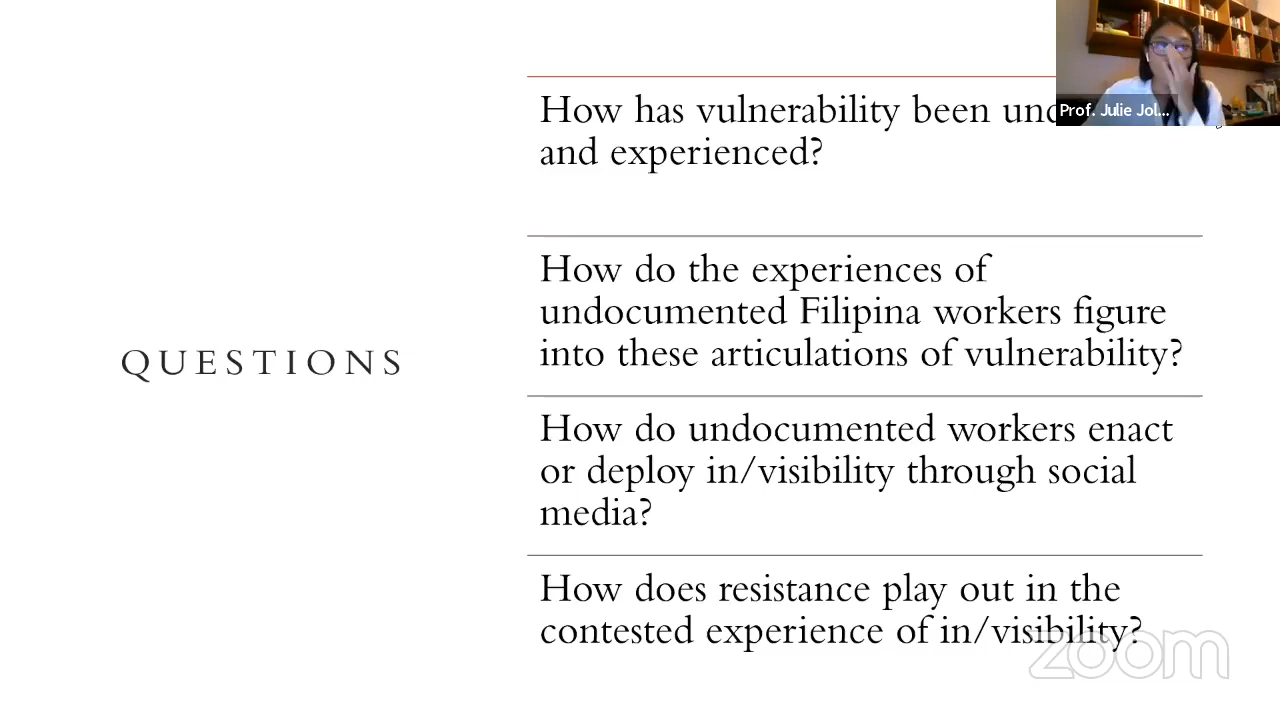 How has vulnerability been
and experienced?
How do the experiences of
undocumented Filipina workers figure
into these articulations of vulnerability?
QUESTIONS
How do undocumented workers enact
or deploy in/visibility through social
media?
How does resistance play out in the
contested experience of in/visibility?
Prof. Julie Jol...
zoom